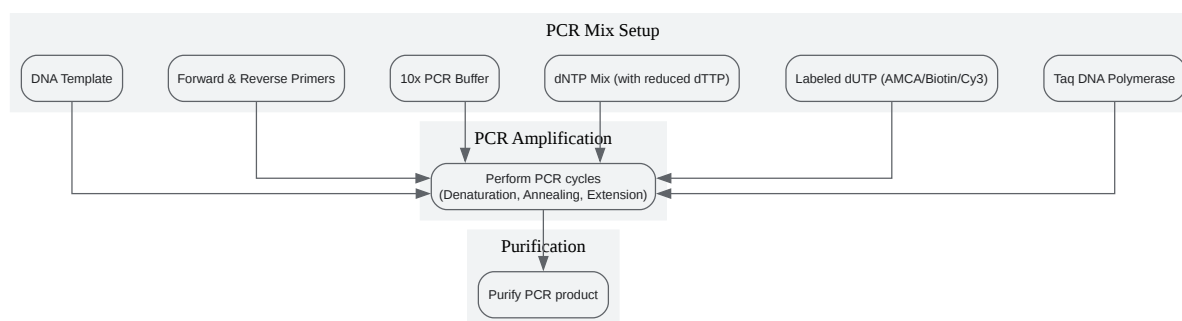 PCR Mix Setup
DNA Template
Forward & Reverse Primers
10x PCR Buffer
dNTP Mix (with reduced dTTP)
Labeled dUTP (AMCA/Biotin/Cy3)
Taq DNA Polymerase
PCR Amplification
Perform PCR cycles
(Denaturation, Annealing, Extension)
Purification
Purify PCR product